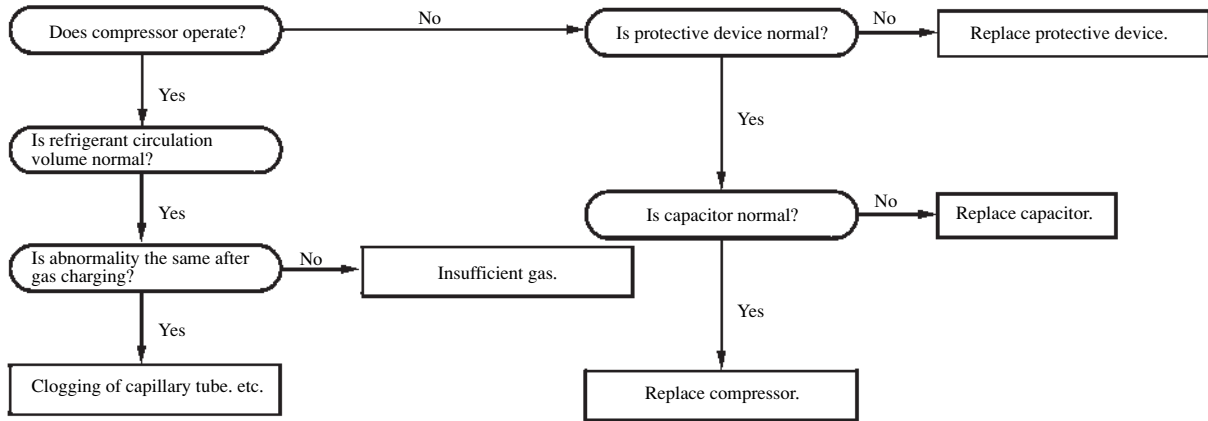 Does compressor operate?
No
Is protective device normal?
No
Replace protective device.
Yes
Is refrigerant circulation
volume normal?
Yes
Yes
Is capacitor normal?
No
Replace capacitor.
Is abnormality the same after
gas charging?
No
Insufficient gas.
Yes
Yes
Clogging of capillary tube. etc.
Replace compressor.